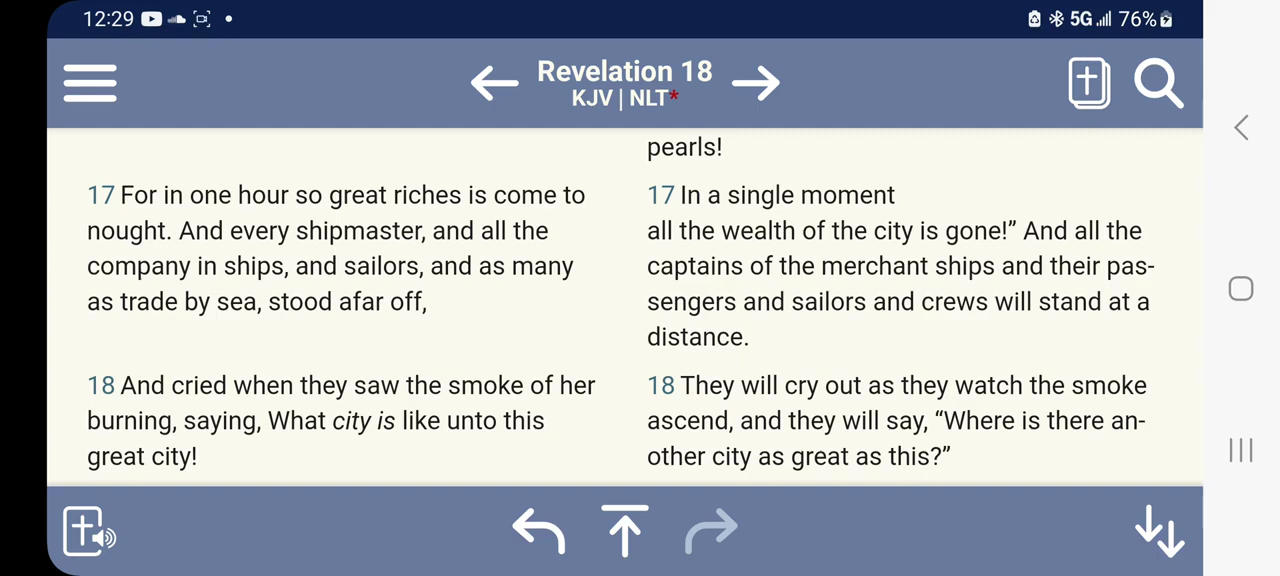 12:29
5G 76%
Revelation 18
KJV | NLT*
17 For in one hour so great riches is come to
nought. And every shipmaster, and all the
company in ships, and sailors, and as many
as trade by sea, stood afar off,
18 And cried when they saw the smoke of her
burning, saying, What city is like unto this
great city!
pearls!
17 In a single moment
all the wealth of the city is gone!” And all the
captains of the merchant ships and their pas-
sengers and sailors and crews will stand at a
distance.
18 They will cry out as they watch the smoke
ascend, and they will say, “Where is there an-
other city as great as this?”